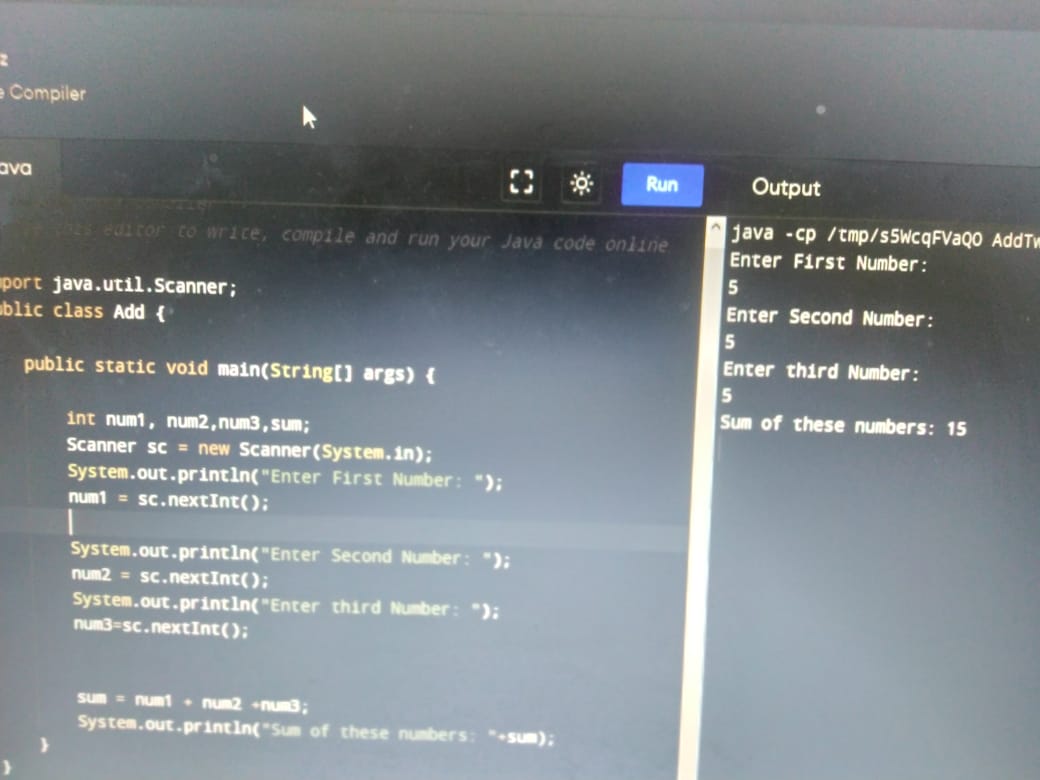 z
e Compiler
ava
Run
Output
this editor to write, compile and run your Java code online
port java.util.Scanner;
ublic class Add {
public static void main(String[] args) {
int num1, num2,num3,sum;
Scanner sc = new Scanner(System.in);
System.out.println("Enter First Number: ");
num1 = sc.nextInt();
System.out.println("Enter Second Number: ");
num2 = sc.nextInt();
System.out.println("Enter third Number: ");
num3=sc.nextInt();
sum = num1 + num2 +num3;
System.out.println("Sum of these numbers: "+sum);
}
}
java -cp /tmp/s5WcqFVaQO AddTw
Enter First Number:
5
Enter Second Number:
5
Enter third Number:
5
Sum of these numbers: 15